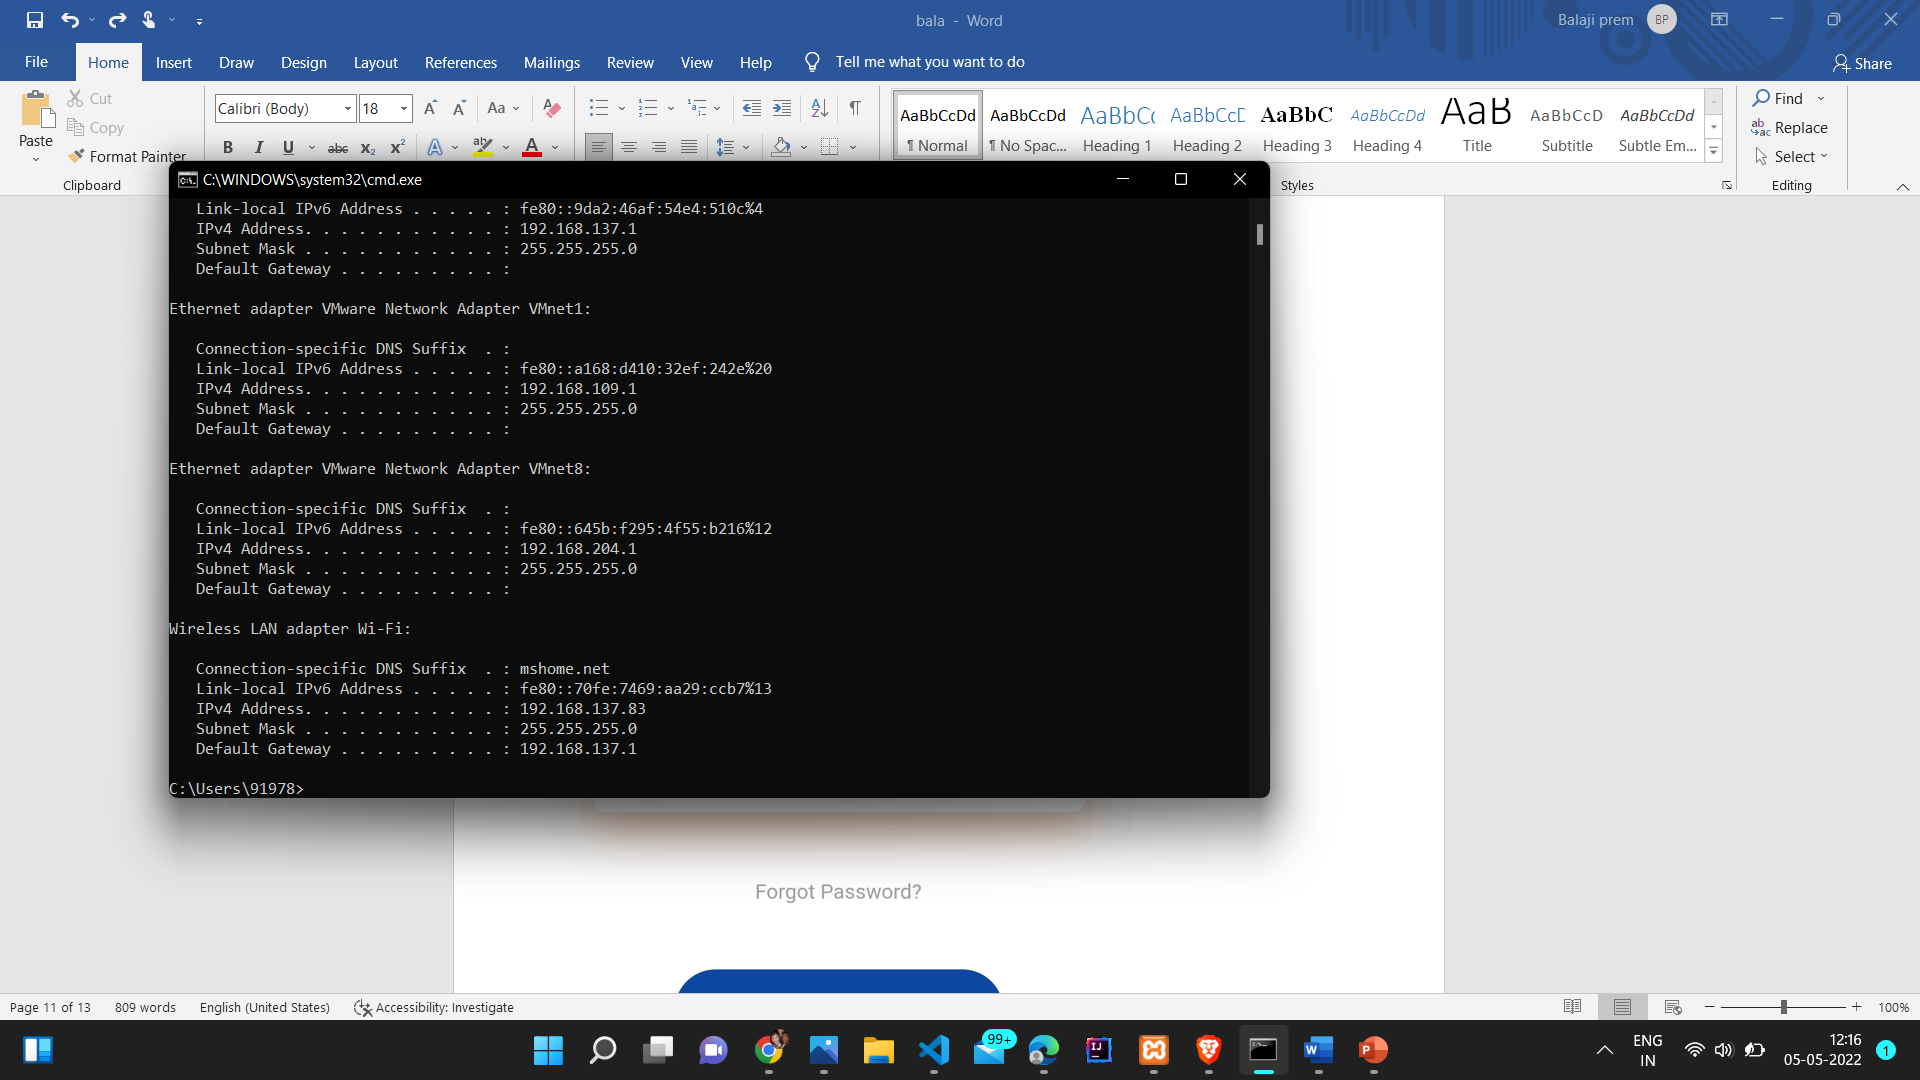 bala - Word
Balaji prem BP
File Home Insert Draw Design Layout References Mailings Review View Help Tell me what you want to do Share
Paste
Cut
Copy
Format Painter
Clipboard
Calibri (Body) 18
AaBbCcDd AaBbCcDd AaBbCc AaBbCcD AaBbC AaBbCcDd AaB AaBbCcD AaBbCcDd
¶ Normal ¶ No Spac... Heading 1 Heading 2 Heading 3 Heading 4 Title Subtitle Subtle Em...
Styles
Find
Replace
Select
Editing
C:\WINDOWS\system32\cmd.exe
Link-local IPv6 Address . . . . . : fe80::9da2:46af:54e4:510c%4
IPv4 Address. . . . . . . . . . . : 192.168.137.1
Subnet Mask . . . . . . . . . . . : 255.255.255.0
Default Gateway . . . . . . . . . :
Ethernet adapter VMware Network Adapter VMnet1:
Connection-specific DNS Suffix  . :
Link-local IPv6 Address . . . . . : fe80::a168:d410:32ef:242e%20
IPv4 Address. . . . . . . . . . . : 192.168.109.1
Subnet Mask . . . . . . . . . . . : 255.255.255.0
Default Gateway . . . . . . . . . :
Ethernet adapter VMware Network Adapter VMnet8:
Connection-specific DNS Suffix  . :
Link-local IPv6 Address . . . . . : fe80::645b:f295:4f55:b216%12
IPv4 Address. . . . . . . . . . . : 192.168.204.1
Subnet Mask . . . . . . . . . . . : 255.255.255.0
Default Gateway . . . . . . . . . :
Wireless LAN adapter Wi-Fi:
Connection-specific DNS Suffix  . : mshome.net
Link-local IPv6 Address . . . . . : fe80::70fe:7469:aa29:ccb7%13
IPv4 Address. . . . . . . . . . . : 192.168.137.83
Subnet Mask . . . . . . . . . . . : 255.255.255.0
Default Gateway . . . . . . . . . : 192.168.137.1
C:\Users\91978>
Forgot Password?
Page 11 of 13 809 words English (United States) Accessibility: Investigate 100%
99+
ENG
IN
12:16
05-05-2022
1